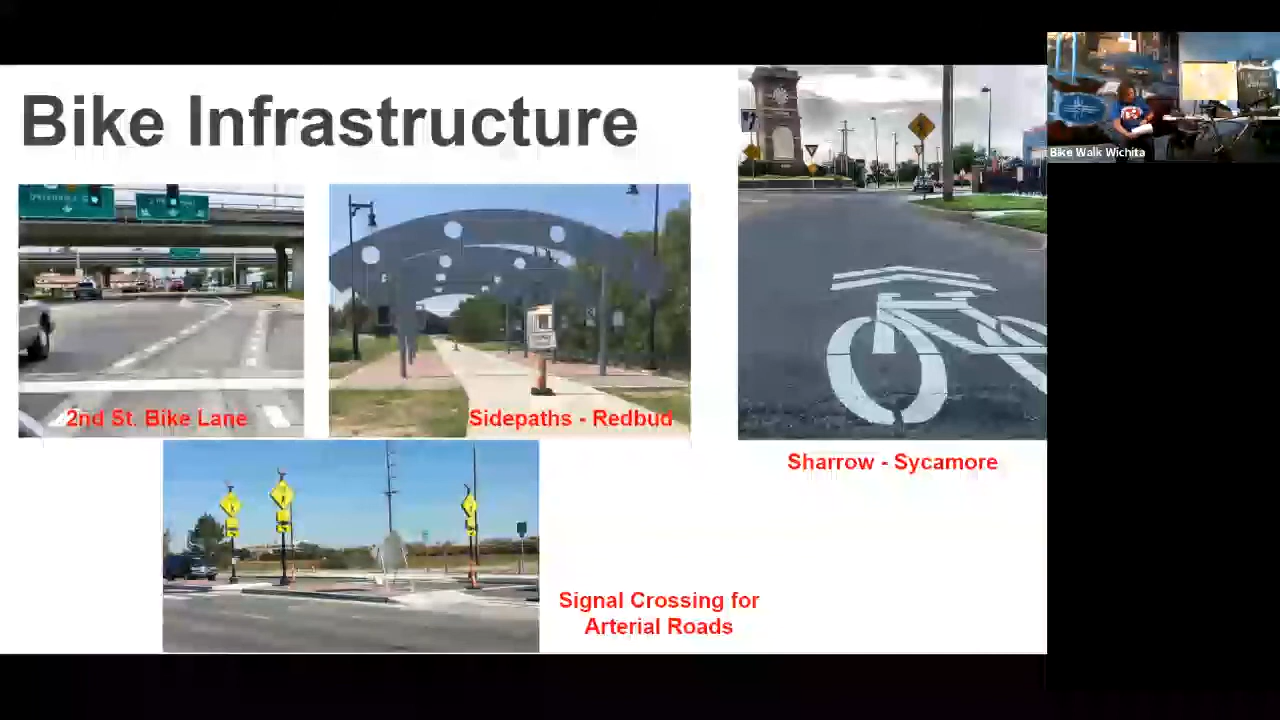 Bike Infrastructure
Bike Walk Wichita
2nd St. Bike Lane
Sidepaths - Redbud
Sharrow - Sycamore
Signal Crossing for
Arterial Roads